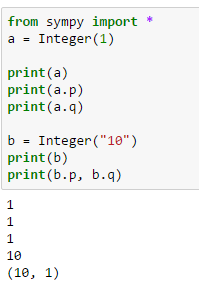 from sympy import *
a = Integer(1)
print(a)
print(a.p)
print(a.q)
b = Integer("10")
print(b)
print(b.p, b.q)
1
1
1
10
(10, 1)